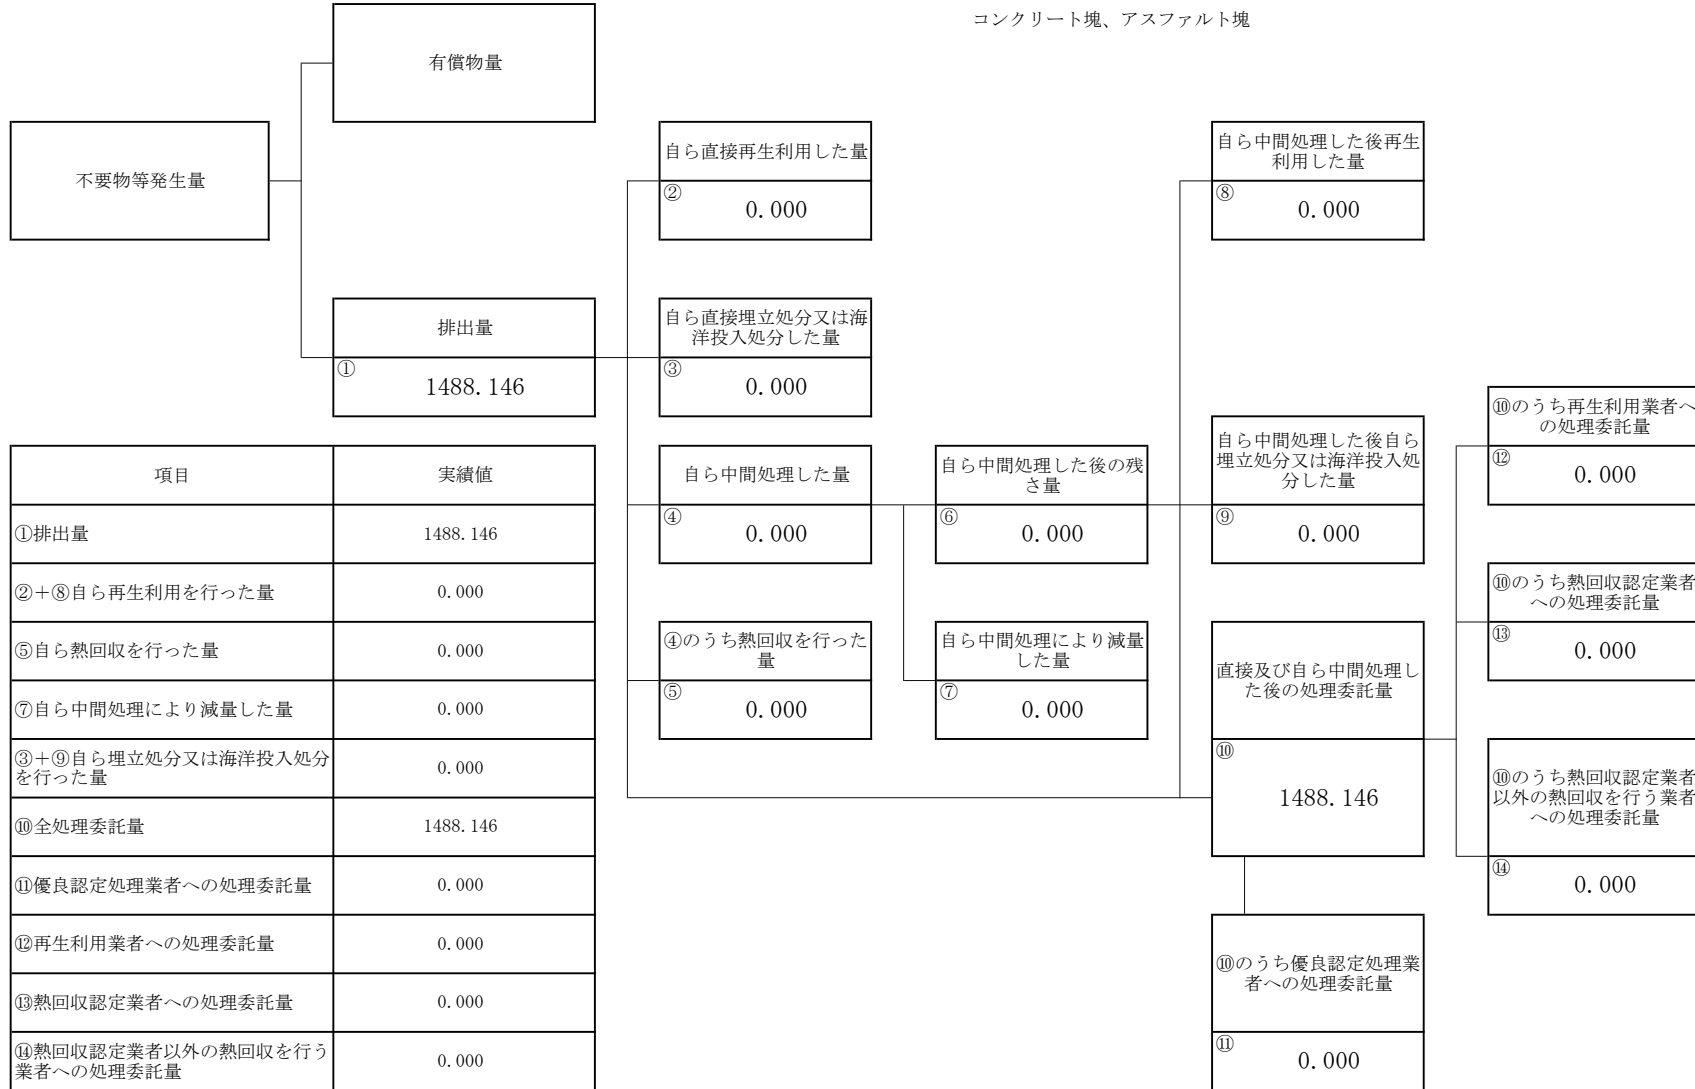 コンクリート塊、アスファルト塊
有償物量
不要物等発生量
自ら直接再生利用した量
②
0.000
自ら中間処理した後再生
利用した量
⑧
0.000
排出量
①
1488.146
自ら直接埋立処分又は海
洋投入処分した量
③
0.000
項目 実績値
①排出量 1488.146
②+⑧自ら再生利用を行った量 0.000
⑤自ら熱回収を行った量 0.000
⑦自ら中間処理により減量した量 0.000
③+⑨自ら埋立処分又は海洋投入処分
を行った量 0.000
⑩全処理委託量 1488.146
⑪優良認定処理業者への処理委託量 0.000
⑫再生利用業者への処理委託量 0.000
⑬熱回収認定業者への処理委託量 0.000
⑭熱回収認定業者以外の熱回収を行う
業者への処理委託量 0.000
自ら中間処理した量
④
0.000
自ら中間処理した後の残
さ量
⑥
0.000
自ら中間処理した後自ら
埋立処分又は海洋投入処
分した量
⑨
0.000
⑩のうち再生利用業者へ
の処理委託量
⑫
0.000
④のうち熱回収を行った
量
⑤
0.000
自ら中間処理により減量
した量
⑦
0.000
直接及び自ら中間処理し
た後の処理委託量
⑩
1488.146
⑩のうち熱回収認定業者
への処理委託量
⑬
0.000
⑩のうち熱回収認定業者
以外の熱回収を行う業者
への処理委託量
⑭
0.000
⑩のうち優良認定処理業
者への処理委託量
⑪
0.000